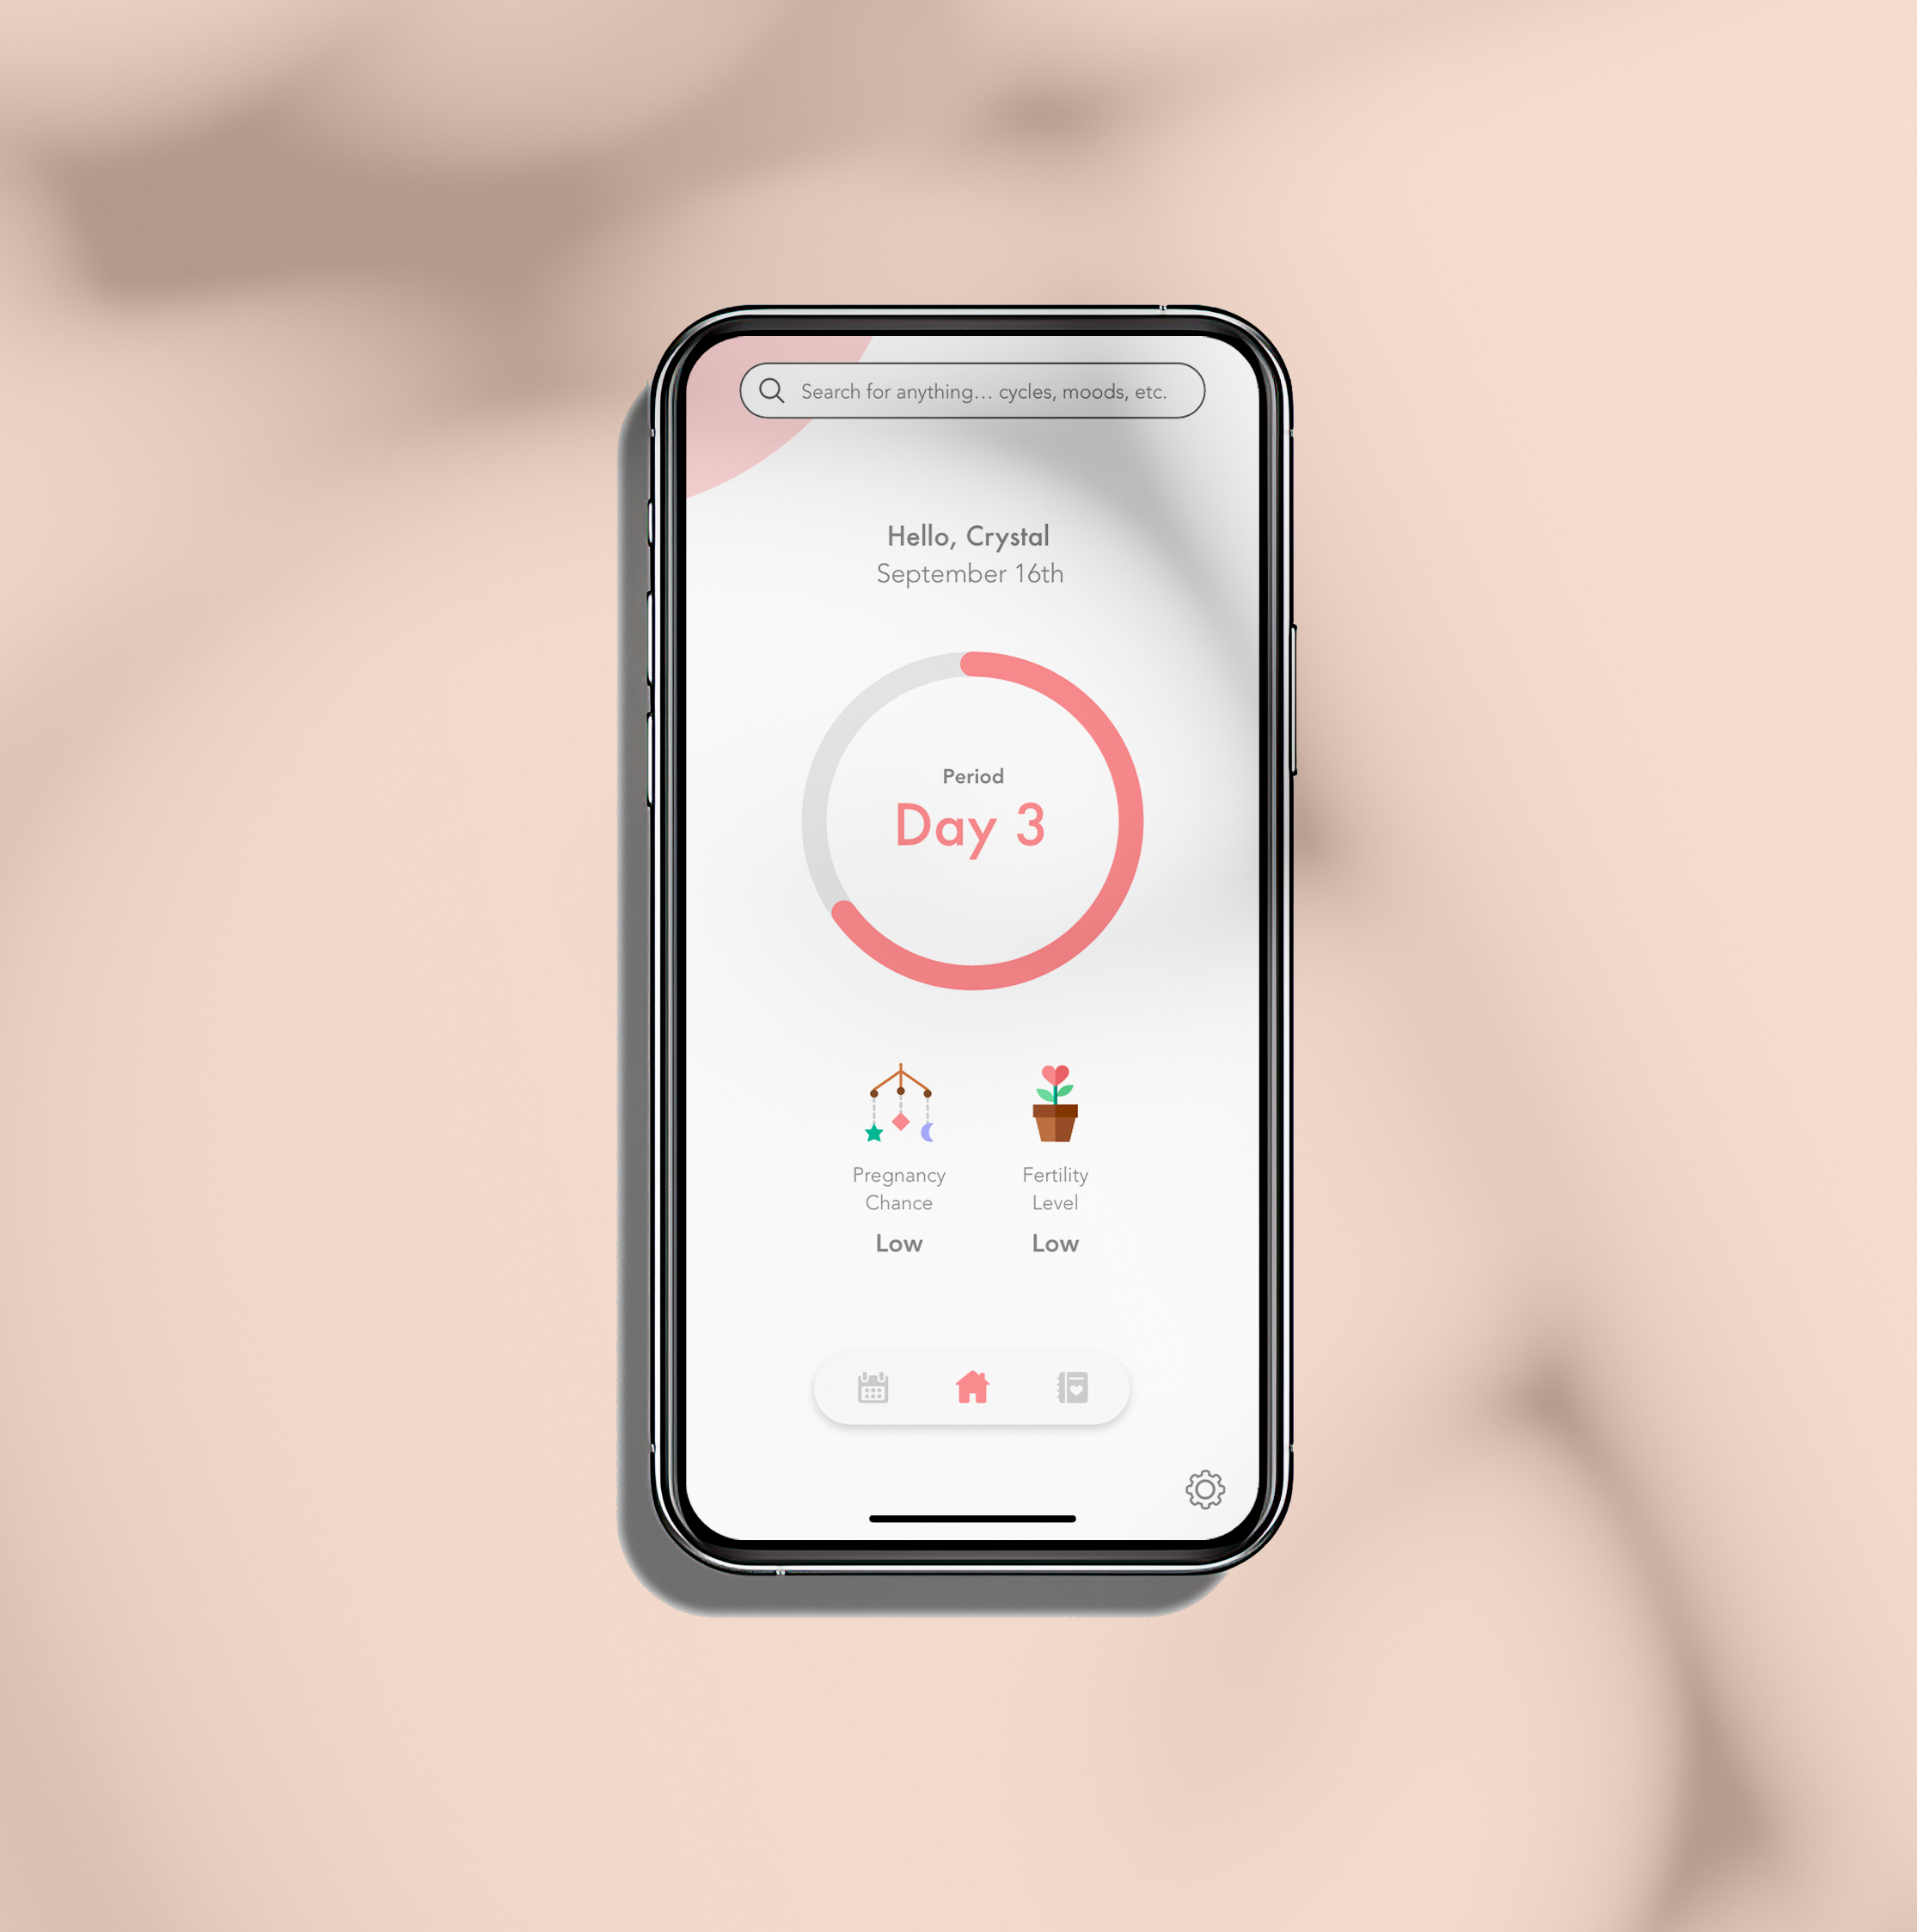 Search for anything... cycles, moods, etc.
Hello, Crystal
September 16th
Period
Day 3
Pregnancy
Chance
Low
Fertility
Level
Low